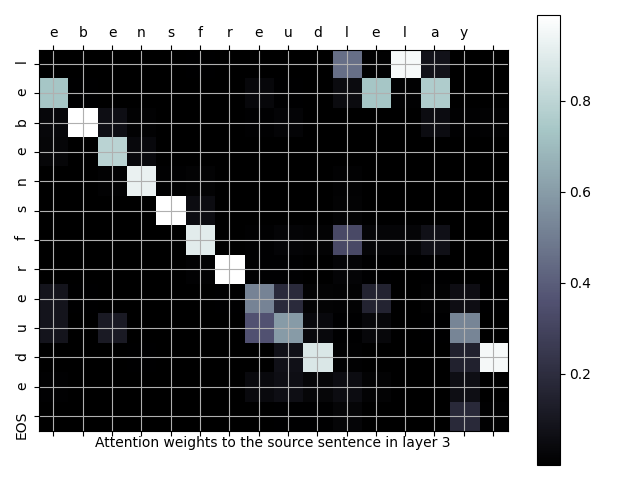 e b e n s f r e u d l e l a y
l
e
b
e
n
s
f
r
e
u
d
e
EOS
0.8
0.6
0.4
0.2
Attention weights to the source sentence in layer 3